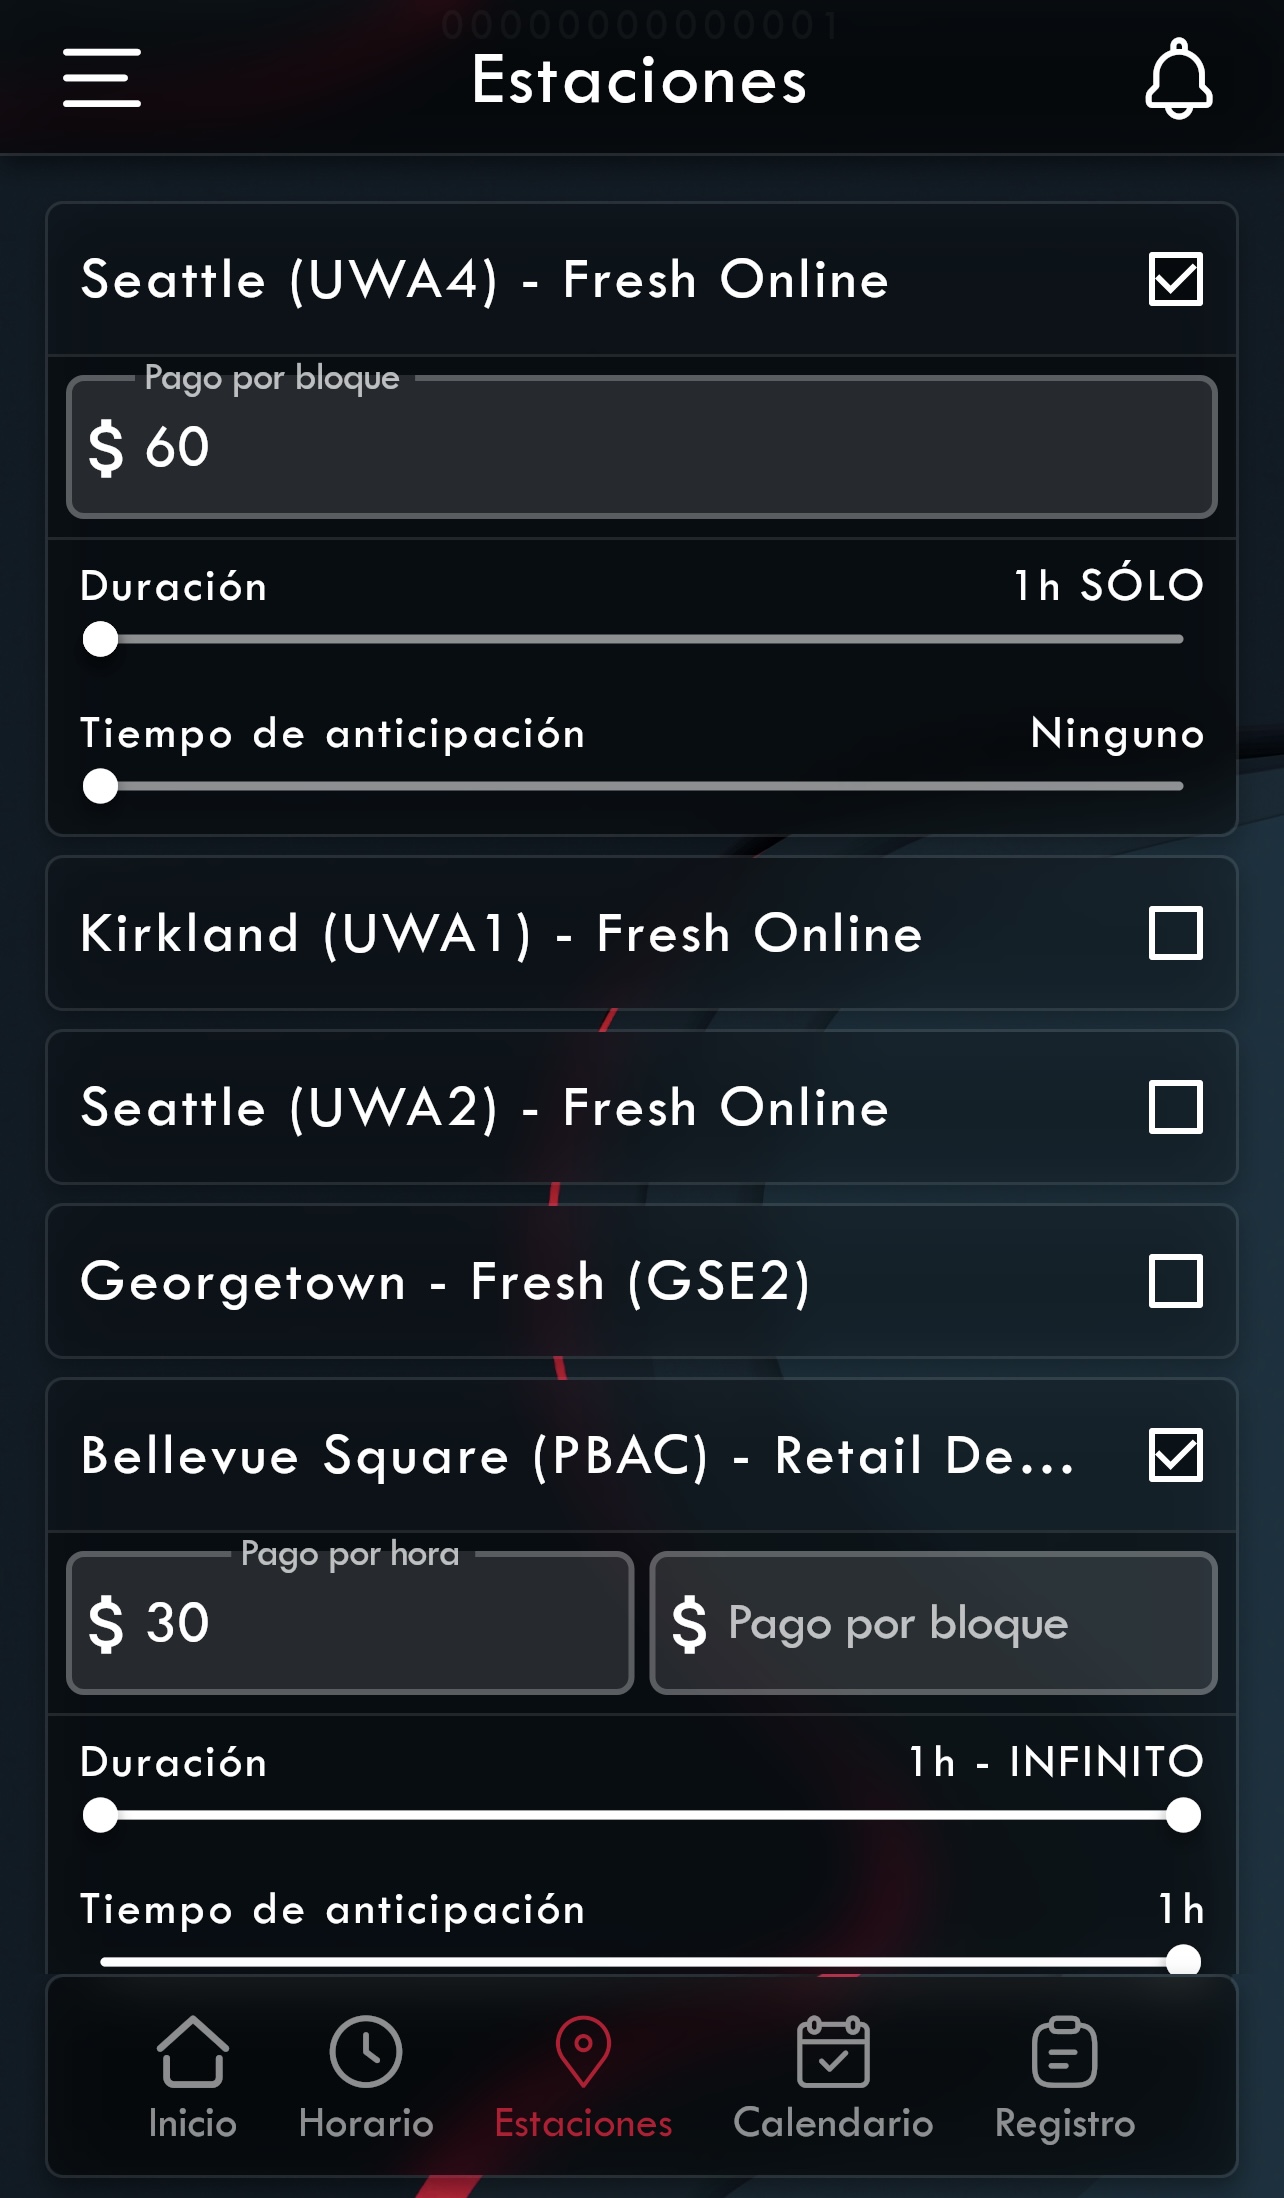 00000000000001
Estaciones
Seattle (UWA4) - Fresh Online
Pago por bloque
$ 60
Duración 1h SÓLO
Tiempo de anticipación Ninguno
Kirkland (UWA1) - Fresh Online
Seattle (UWA2) - Fresh Online
Georgetown - Fresh (GSE2)
Bellevue Square (PBAC) - Retail De...
Pago por hora
$ 30 $ Pago por bloque
Duración 1h - INFINITO
Tiempo de anticipación 1h
Inicio Horario Estaciones Calendario Registro